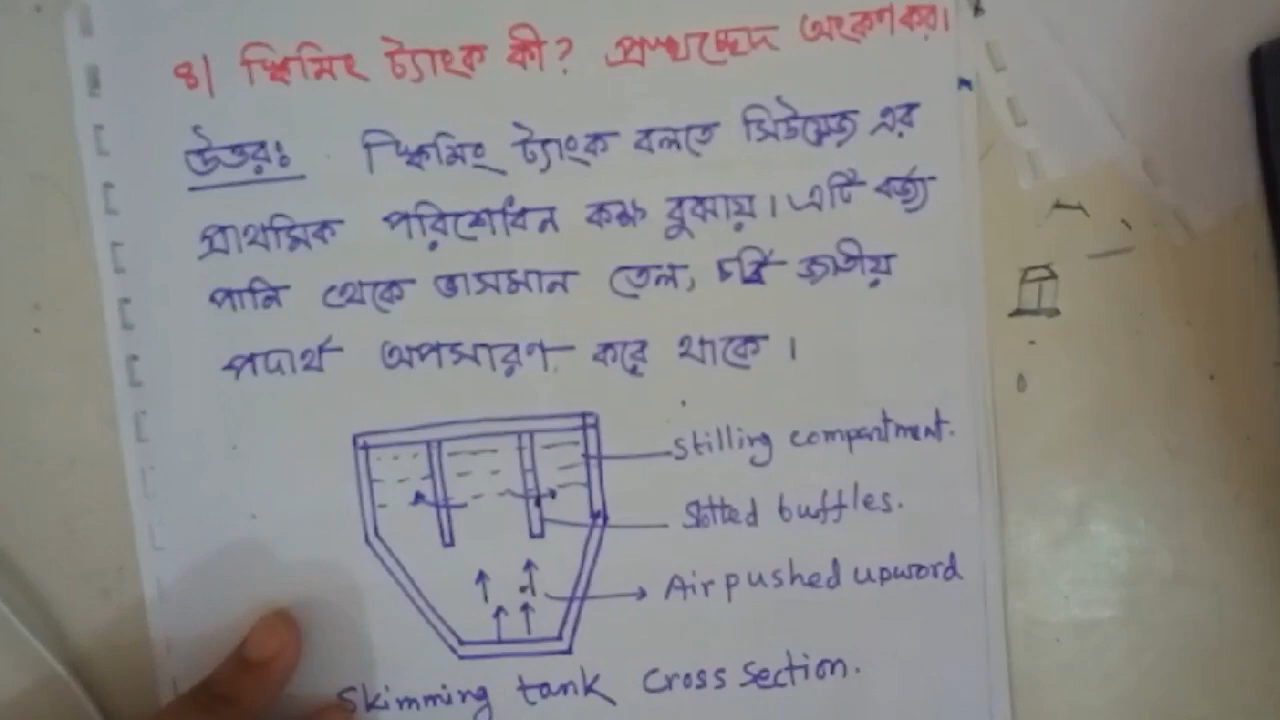 ৪। স্কিমিং ট্যাংক কী? প্রস্থচ্ছেদ অংকন কর।
উত্তরঃ স্কিমিং ট্যাংক বলতে সিউয়েজ এর
প্রাথমিক পরিশোধন কক্ষ বুঝায়। এটি বর্জ্য
পানি থেকে ভাসমান তেল, চর্বি জাতীয়
পদার্থ অপসারণ করে থাকে।
Stilling compartment.
Slotted buffles.
Air pushed upword
Skimming tank cross section.